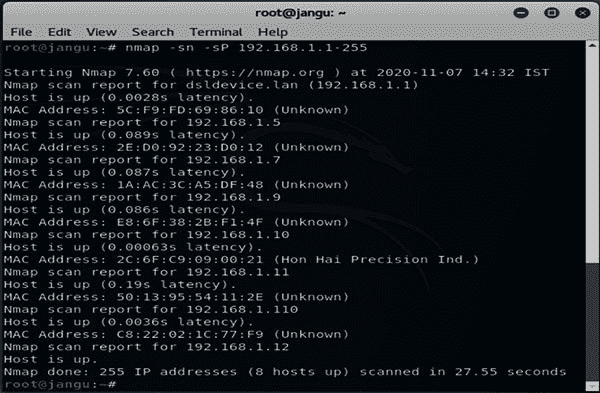 root@jangu: ~
File Edit View Search Terminal Help
root@jangu:~# nmap -sn -sP 192.168.1.1-255
Starting Nmap 7.60 ( https://nmap.org ) at 2020-11-07 14:32 IST
Nmap scan report for dsldevice.lan (192.168.1.1)
Host is up (0.0028s latency).
MAC Address: 5C:F9:FD:69:86:10 (Unknown)
Nmap scan report for 192.168.1.5
Host is up (0.089s latency).
MAC Address: 2E:D0:92:23:D0:12 (Unknown)
Nmap scan report for 192.168.1.7
Host is up (0.087s latency).
MAC Address: 1A:AC:3C:A5:DF:48 (Unknown)
Nmap scan report for 192.168.1.9
Host is up (0.086s latency).
MAC Address: E8:6F:38:2B:F1:4F (Unknown)
Nmap scan report for 192.168.1.10
Host is up (0.00063s latency).
MAC Address: 2C:6F:C9:09:00:21 (Hon Hai Precision Ind.)
Nmap scan report for 192.168.1.11
Host is up (0.19s latency).
MAC Address: 50:13:95:54:11:2E (Unknown)
Nmap scan report for 192.168.1.110
Host is up (0.0036s latency).
MAC Address: C8:22:02:1C:77:F9 (Unknown)
Nmap scan report for 192.168.1.12
Host is up.
Nmap done: 255 IP addresses (8 hosts up) scanned in 27.55 seconds
root@jangu:~#